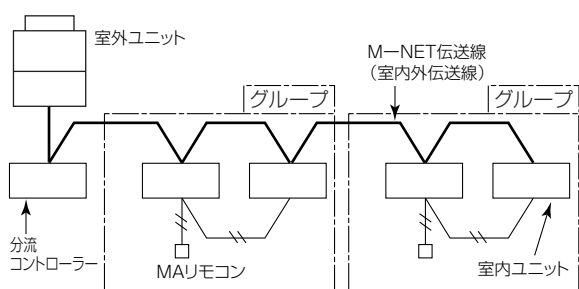 室外ユニット
M－NET伝送線
（室内外伝送線）
グループ
グループ
分流
コントローラー
MAリモコン
室内ユニット